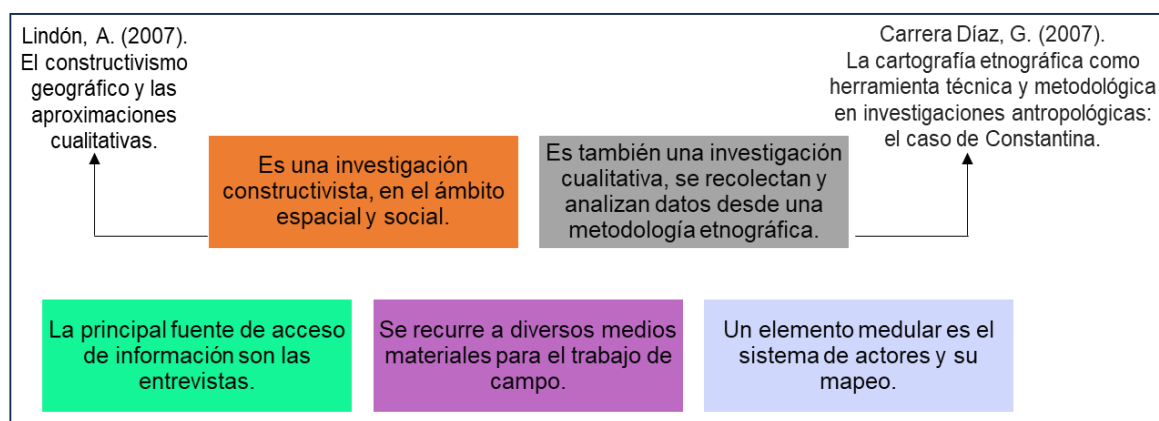 Lindón, A. (2007).
El constructivismo
geográfico y las
aproximaciones
cualitativas.
Carrera Díaz, G. (2007).
La cartografía etnográfica como
herramienta técnica y metodológica
en investigaciones antropológicas:
el caso de Constantina.
Es una investigación
constructivista, en el ámbito
espacial y social.
Es también una investigación
cualitativa, se recolectan y
analizan datos desde una
metodología etnográfica.
La principal fuente de acceso
de información son las
entrevistas.
Se recurre a diversos medios
materiales para el trabajo de
campo.
Un elemento medular es el
sistema de actores y su
mapeo.